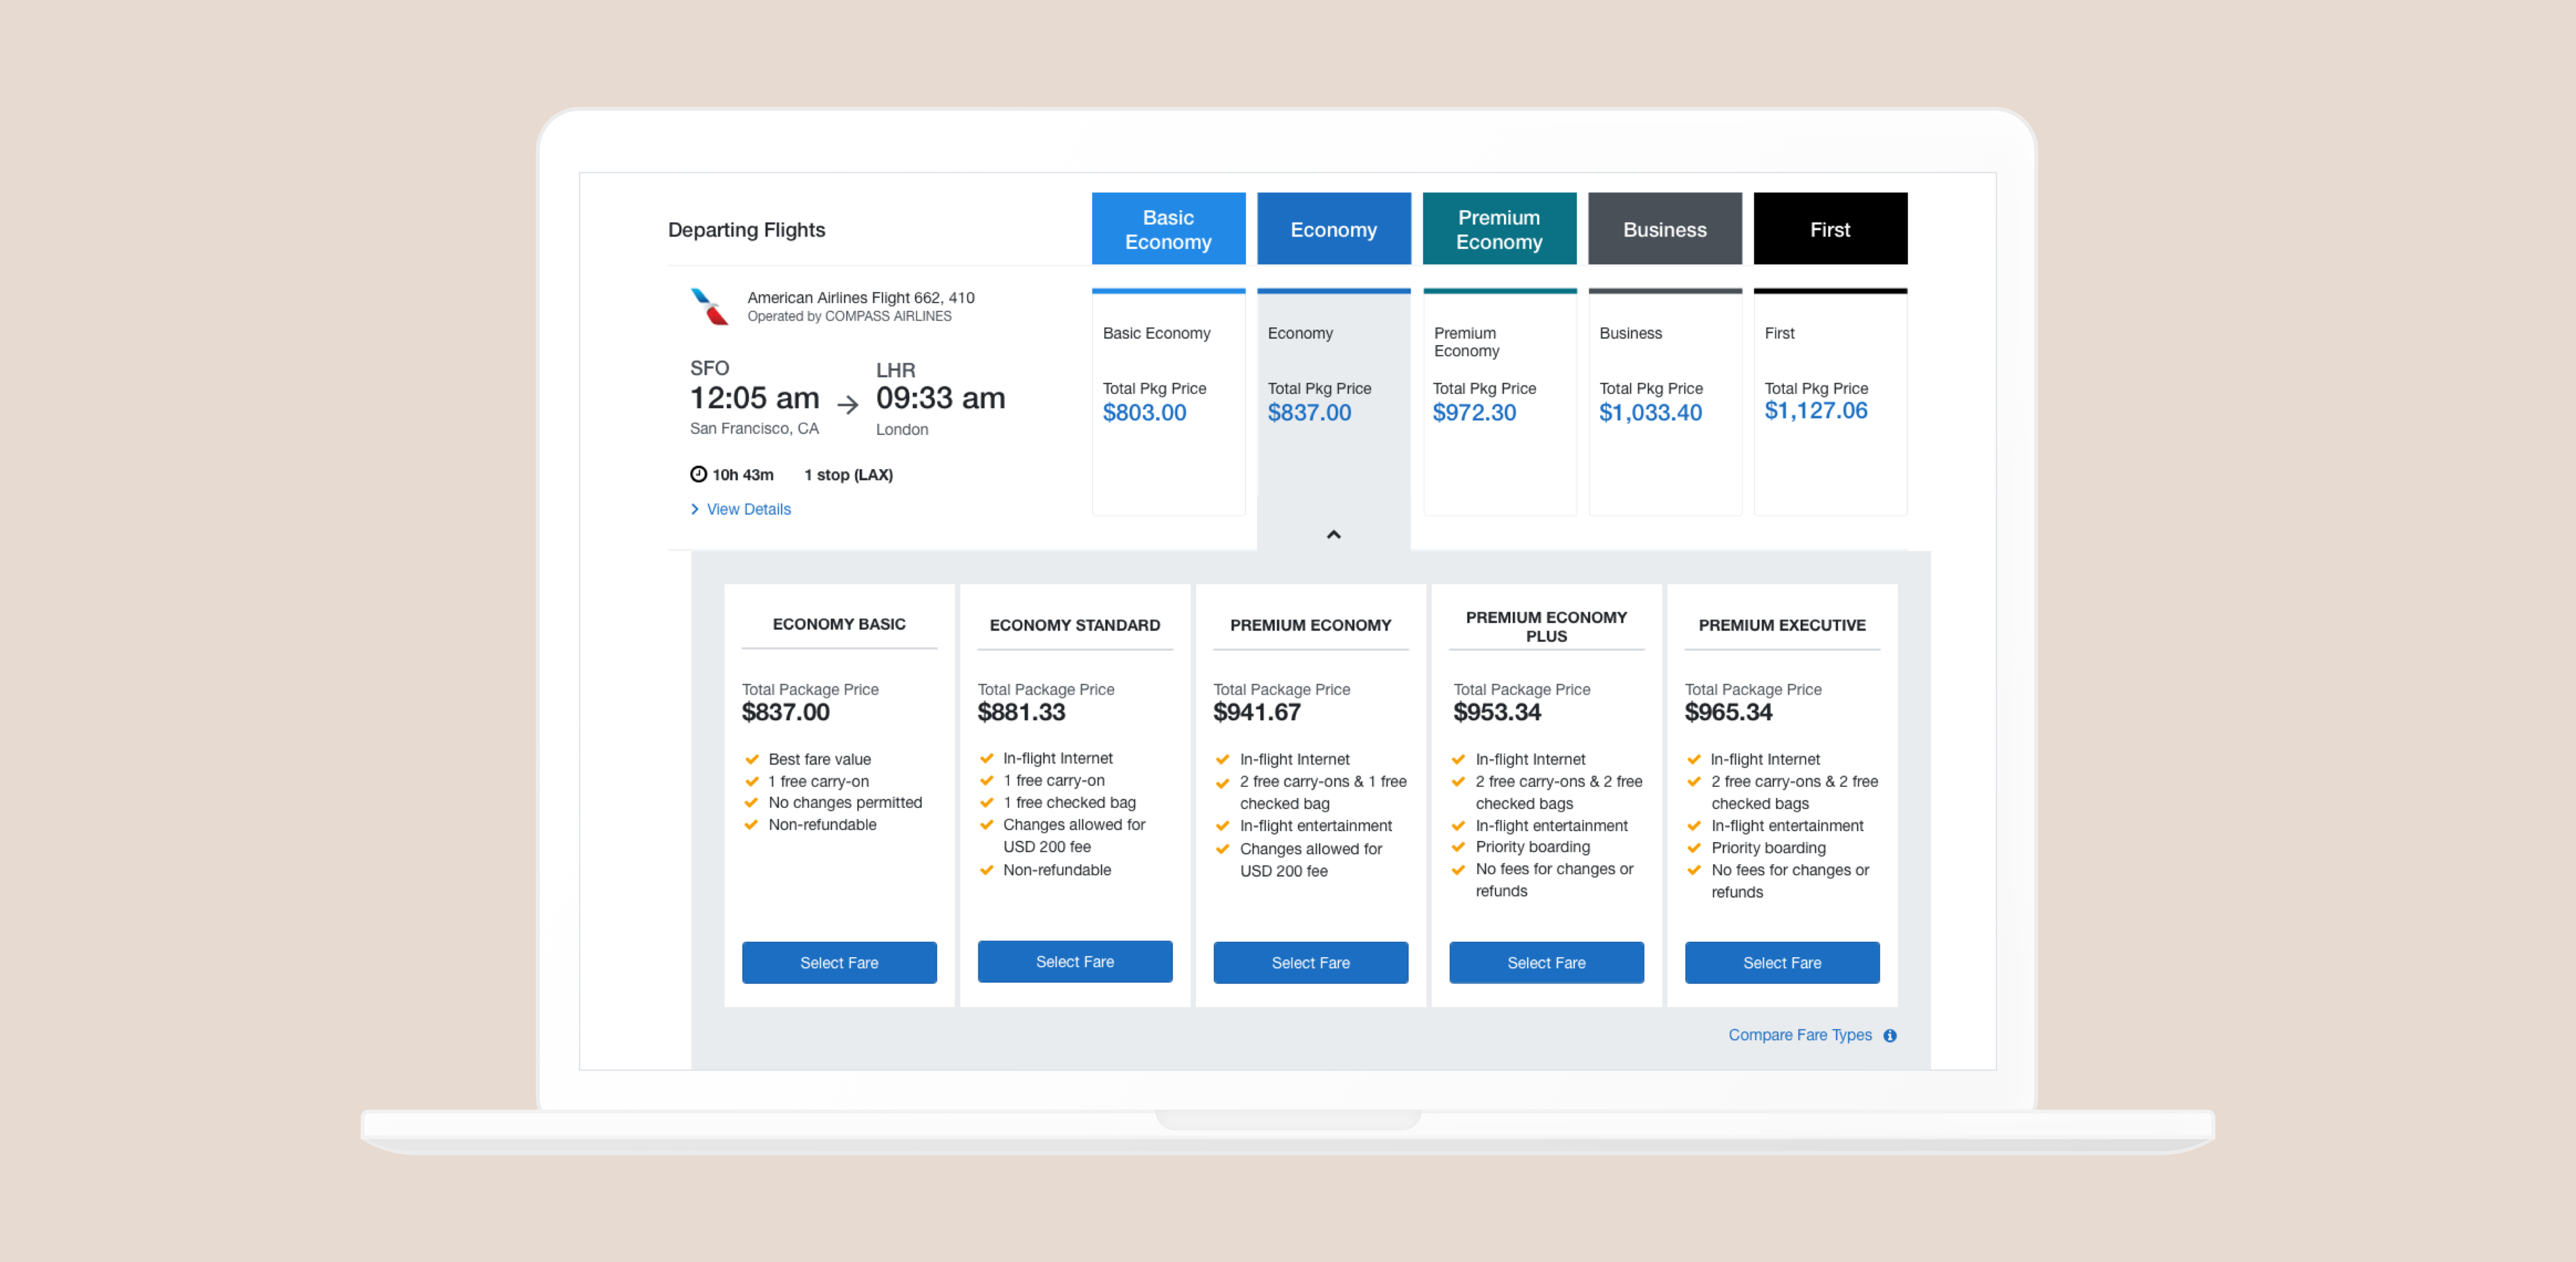 Departing Flights
Basic
Economy
Economy
Premium
Economy
Business
First
American Airlines Flight 662, 410
Operated by COMPASS AIRLINES
SFO
12:05 am
San Francisco, CA
LHR
09:33 am
London
10h 43m
1 stop (LAX)
View Details
Basic Economy
Total Pkg Price
$803.00
Economy
Total Pkg Price
$837.00
Premium
Economy
Total Pkg Price
$972.30
Business
Total Pkg Price
$1,033.40
First
Total Pkg Price
$1,127.06
ECONOMY BASIC
Total Package Price
$837.00
Best fare value
1 free carry-on
No changes permitted
Non-refundable
Select Fare
ECONOMY STANDARD
Total Package Price
$881.33
In-flight Internet
1 free carry-on
1 free checked bag
Changes allowed for
USD 200 fee
Non-refundable
Select Fare
PREMIUM ECONOMY
Total Package Price
$941.67
In-flight Internet
2 free carry-ons & 1 free
checked bag
In-flight entertainment
Changes allowed for
USD 200 fee
Select Fare
PREMIUM ECONOMY
PLUS
Total Package Price
$953.34
In-flight Internet
2 free carry-ons & 2 free
checked bags
In-flight entertainment
Priority boarding
No fees for changes or
refunds
Select Fare
PREMIUM EXECUTIVE
Total Package Price
$965.34
In-flight Internet
2 free carry-ons & 2 free
checked bags
In-flight entertainment
Priority boarding
No fees for changes or
refunds
Select Fare
Compare Fare Types